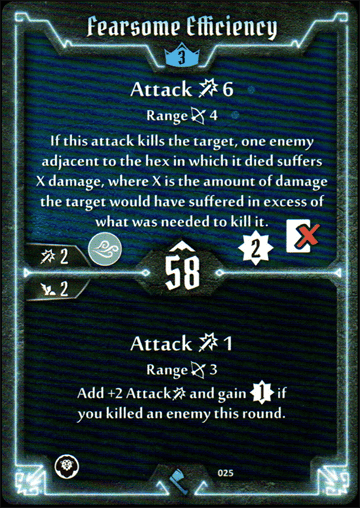 Fearsome Efficiency
3
Attack 6
Range 4
If this attack kills the target, one enemy
adjacent to the hex in which it died suffers
X damage, where X is the amount of damage
the target would have suffered in excess of
what was needed to kill it.
2
2
58
2
Attack 1
Range 3
Add +2 Attack and gain 1 if
you killed an enemy this round.
025